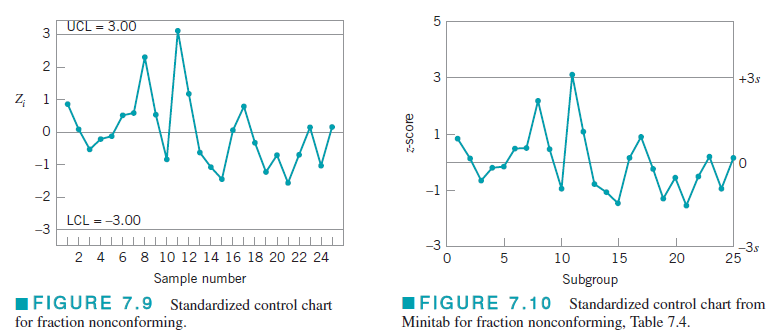 UCL = 3.00
3
2
1
0
−1
−2
−3
Zi
LCL = −3.00
2 4 6 8 10 12 14 16 18 20 22 24
Sample number
FIGURE 7.9 Standardized control chart
for fraction nonconforming.
5
3
1
−1
−3
z-score
+3s
0
−3s
0 5 10 15 20 25
Subgroup
FIGURE 7.10 Standardized control chart from
Minitab for fraction nonconforming, Table 7.4.